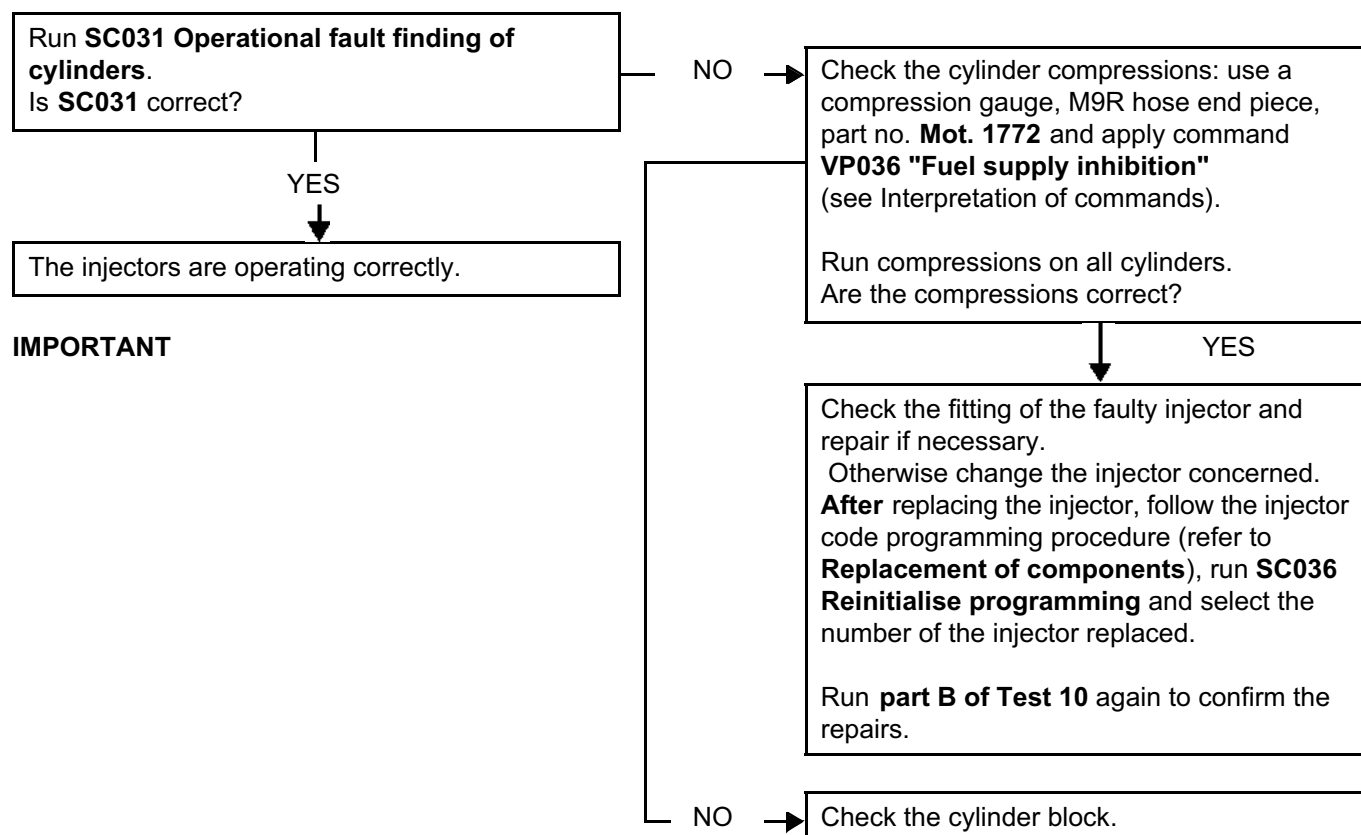 Run SC031 Operational fault finding of
cylinders.
Is SC031 correct?
NO
Check the cylinder compressions: use a
compression gauge, M9R hose end piece,
part no. Mot. 1772 and apply command
VP036 "Fuel supply inhibition"
(see Interpretation of commands).
Run compressions on all cylinders.
Are the compressions correct?
YES
The injectors are operating correctly.
IMPORTANT
YES
Check the fitting of the faulty injector and
repair if necessary.
Otherwise change the injector concerned.
After replacing the injector, follow the injector
code programming procedure (refer to
Replacement of components), run SC036
Reinitialise programming and select the
number of the injector replaced.
Run part B of Test 10 again to confirm the
repairs.
NO
Check the cylinder block.